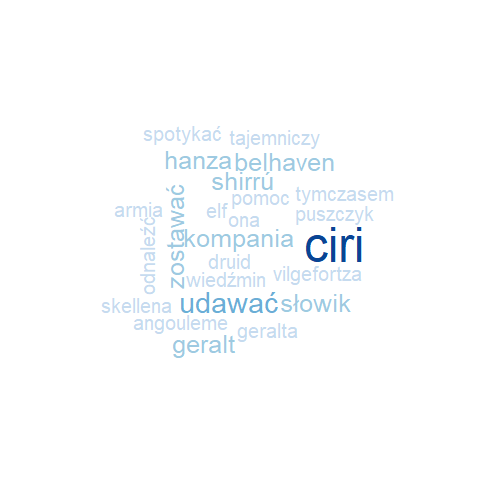 spotykać
tajemniczy
hanza
belhaven
shirrú
pomoc
tymczasem
armia
elf
ona
puszczyk
odnaleźć
zostawać
kompania
ciri
druid
wiedźmin
vilgefortza
skellena
udawać
słowik
angouleme
geralta
geralt